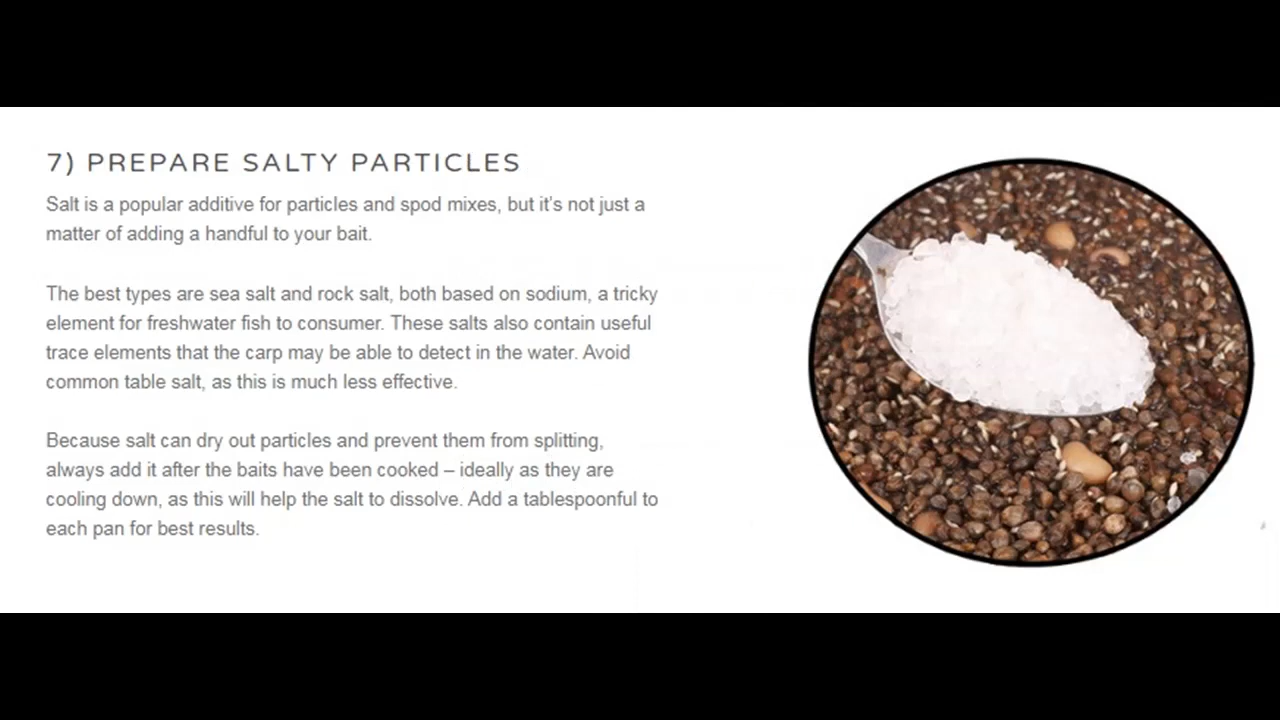 7) PREPARE SALTY PARTICLES
Salt is a popular additive for particles and spod mixes, but it's not just a
matter of adding a handful to your bait.
The best types are sea salt and rock salt, both based on sodium, a tricky
element for freshwater fish to consumer. These salts also contain useful
trace elements that the carp may be able to detect in the water. Avoid
common table salt, as this is much less effective.
Because salt can dry out particles and prevent them from splitting,
always add it after the baits have been cooked – ideally as they are
cooling down, as this will help the salt to dissolve. Add a tablespoonful to
each pan for best results.